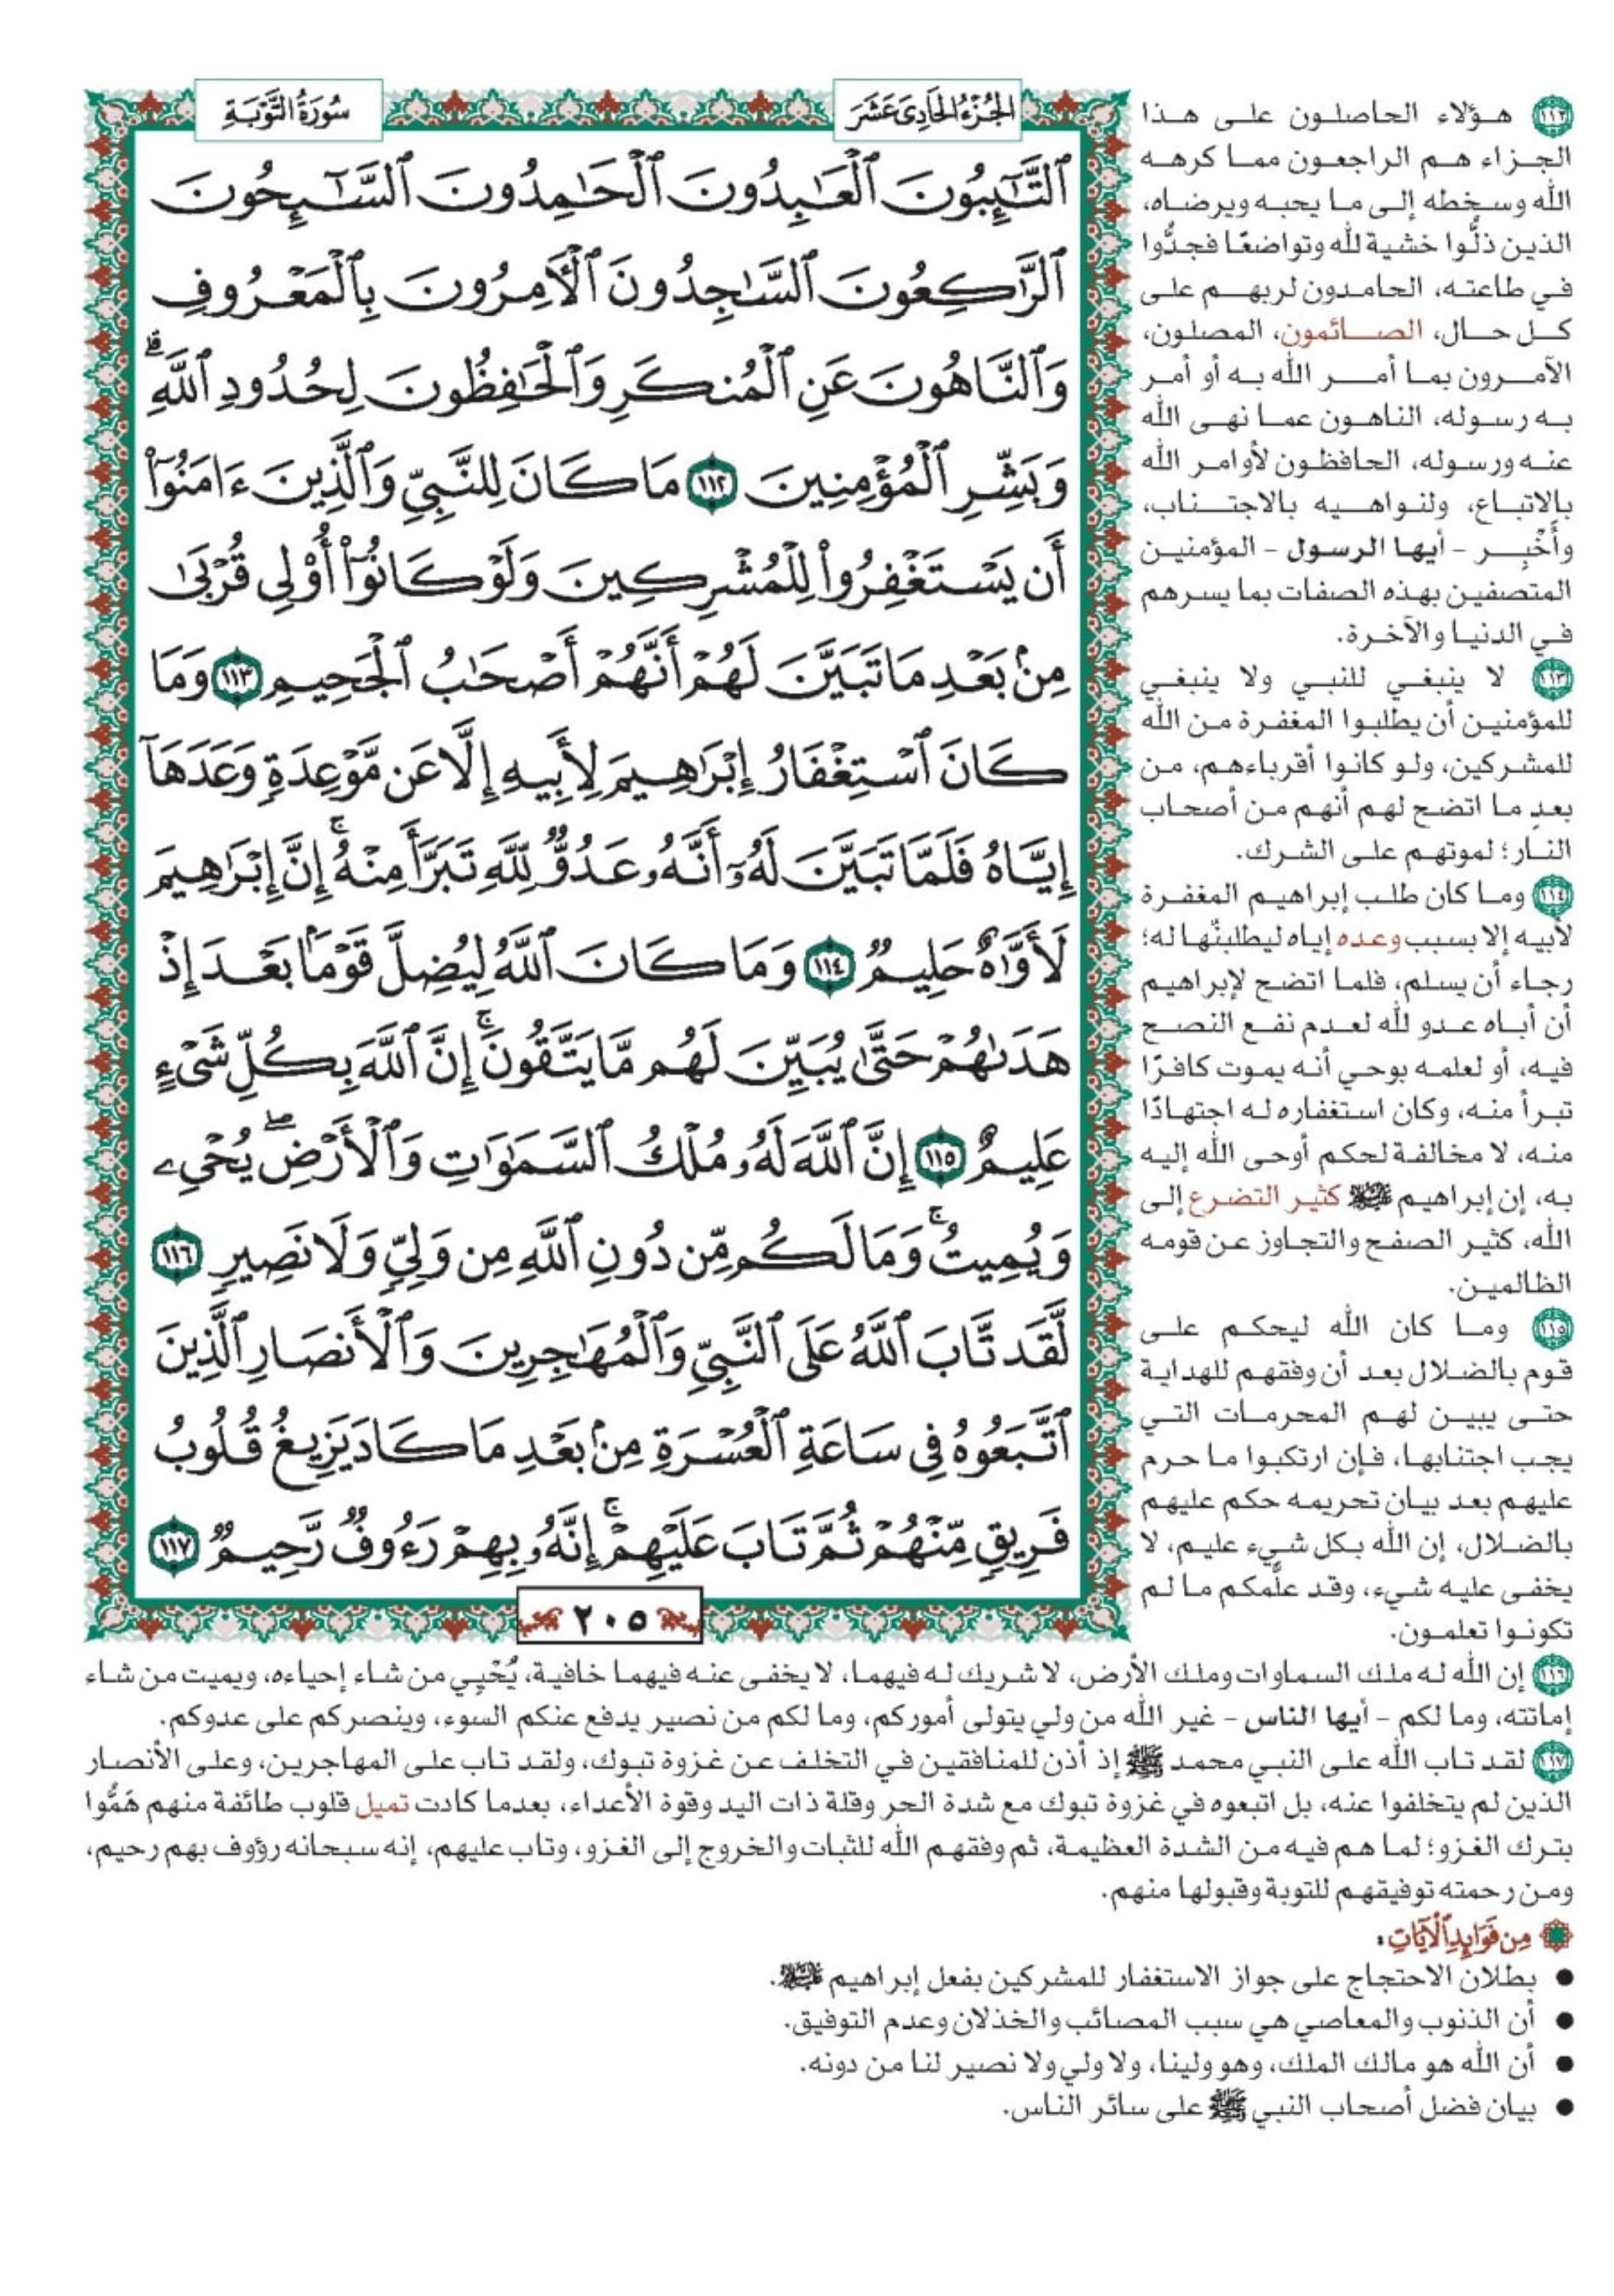 سُورَةُ التَّوْبَةِ
الجُزْءُ الحَادِي عَشَرَ
ٱلتَّٰٓئِبُونَ ٱلْعَٰبِدُونَ ٱلْحَٰمِدُونَ ٱلسَّٰٓئِحُونَ
ٱلرَّٰكِعُونَ ٱلسَّٰجِدُونَ ٱلْءَامِرُونَ بِٱلْمَعْرُوفِ
وَٱلنَّاهُونَ عَنِ ٱلْمُنكَرِ وَٱلْحَٰفِظُونَ لِحُدُودِ ٱللَّهِۗ
وَبَشِّرِ ٱلْمُؤْمِنِينَ ١١٢ مَا كَانَ لِلنَّبِيِّ وَٱلَّذِينَ ءَامَنُوٓا۟
أَن يَسْتَغْفِرُوا۟ لِلْمُشْرِكِينَ وَلَوْ كَانُوٓا۟ أُو۟لِي قُرْبَىٰ
مِنۢ بَعْدِ مَا تَبَيَّنَ لَهُمْ أَنَّهُمْ أَصْحَٰبُ ٱلْجَحِيمِ ١١٣ وَمَا
كَانَ ٱسْتِغْفَارُ إِبْرَٰهِيمَ لِأَبِيهِ إِلَّا عَن مَّوْعِدَةٍ وَعَدَهَآ
إِيَّاهُ فَلَمَّا تَبَيَّنَ لَهُۥٓ أَنَّهُۥ عَدُوٌّ لِّلَّهِ تَبَرَّأَ مِنْهُۚ إِنَّ إِبْرَٰهِيمَ
لَأَوَّٰهٌ حَلِيمٌ ١١٤ وَمَا كَانَ ٱللَّهُ لِيُضِلَّ قَوْمًۢا بَعْدَ إِذْ
هَدَىٰهُمْ حَتَّىٰ يُبَيِّنَ لَهُم مَّا يَتَّقُونَۚ إِنَّ ٱللَّهَ بِكُلِّ شَيْءٍ
عَلِيمٌ ١١٥ إِنَّ ٱللَّهَ لَهُۥ مُلْكُ ٱلسَّمَٰوَٰتِ وَٱلْأَرْضِۖ يُحْيِۦ
وَيُمِيتُۚ وَمَا لَكُم مِّن دُونِ ٱللَّهِ مِن وَلِيٍّ وَلَا نَصِيرٍ ١١٦
لَّقَد تَّابَ ٱللَّهُ عَلَى ٱلنَّبِيِّ وَٱلْمُهَٰجِرِينَ وَٱلْأَنصَارِ ٱلَّذِينَ
ٱتَّبَعُوهُ فِي سَاعَةِ ٱلْعُسْرَةِ مِنۢ بَعْدِ مَا كَادَ يَزِيغُ قُلُوبُ
فَرِيقٍ مِّنْهُمْ ثُمَّ تَابَ عَلَيْهِمْۚ إِنَّهُۥ بِهِمْ رَءُوفٌ رَّحِيمٌ ١١٧
٢٠٥
١١٢ هؤلاء الحاصلون على هذا
الجزاء هم الراجعون مما كرهه
الله وسخطه إلى ما يحبه ويرضاه،
الذين ذلُّوا خشية لله وتواضعًا فجدُّوا
في طاعته، الحامدون لربهم على
كل حال، الصائمون، المصلون،
الآمرون بما أمر الله به أو أمر
به رسوله، الناهون عما نهى الله
عنه ورسوله، الحافظون لأوامر الله
بالاتباع، ولنواهيه بالاجتناب،
وأَخْبِر - أيها الرسول - المؤمنين
المتصفين بهذه الصفات بما يسرهم
في الدنيا والآخرة.
١١٣ لا ينبغي للنبي ولا ينبغي
للمؤمنين أن يطلبوا المغفرة من الله
للمشركين، ولو كانوا أقرباءهم، من
بعدِ ما اتضح لهم أنهم من أصحاب
النار؛ لموتهم على الشرك.
١١٤ وما كان طلب إبراهيم المغفرة
لأبيه إلا بسبب وعده إياه ليطلبنَّها له؛
رجاء أن يسلم، فلما اتضح لإبراهيم
أن أباه عدو لله لعدم نفع النصح
فيه، أو لعلمه بوحي أنه يموت كافرًا
تبرأ منه، وكان استغفاره له اجتهادًا
منه، لا مخالفة لحكم أوحى الله إليه
به، إن إبراهيم عليه السلام كثير التضرع إلى
الله، كثير الصفح والتجاوز عن قومه
الظالمين.
١١٥ وما كان الله ليحكم على
قوم بالضلال بعد أن وفقهم للهداية
حتى يبين لهم المحرمات التي
يجب اجتنابها، فإن ارتكبوا ما حرم
عليهم بعد بيان تحريمه حكم عليهم
بالضلال، إن الله بكل شيء عليم، لا
يخفى عليه شيء، وقد علَّمكم ما لم
تكونوا تعلمون.
١١٦ إن الله له ملك السماوات وملك الأرض، لا شريك له فيهما، لا يخفى عنه فيهما خافية، يُحْيِي من شاء إحياءه، ويميت من شاء
إماتته، وما لكم - أيها الناس - غير الله من ولي يتولى أموركم، وما لكم من نصير يدفع عنكم السوء، وينصركم على عدوكم.
١١٧ لقد تاب الله على النبي محمد ﷺ إذ أذن للمنافقين في التخلف عن غزوة تبوك، ولقد تاب على المهاجرين، وعلى الأنصار
الذين لم يتخلفوا عنه، بل اتبعوه في غزوة تبوك مع شدة الحر وقلة ذات اليد وقوة الأعداء، بعدما كادت تميل قلوب طائفة منهم هَمُّوا
بترك الغزو؛ لما هم فيه من الشدة العظيمة، ثم وفقهم الله للثبات والخروج إلى الغزو، وتاب عليهم، إنه سبحانه رؤوف بهم رحيم،
ومن رحمته توفيقهم للتوبة وقبولها منهم.
مِن فَوَائِدِ الْآيَاتِ:
• بطلان الاحتجاج على جواز الاستغفار للمشركين بفعل إبراهيم عليه السلام.
• أن الذنوب والمعاصي هي سبب المصائب والخذلان وعدم التوفيق.
• أن الله هو مالك الملك، وهو ولينا، ولا ولي ولا نصير لنا من دونه.
• بيان فضل أصحاب النبي ﷺ على سائر الناس.